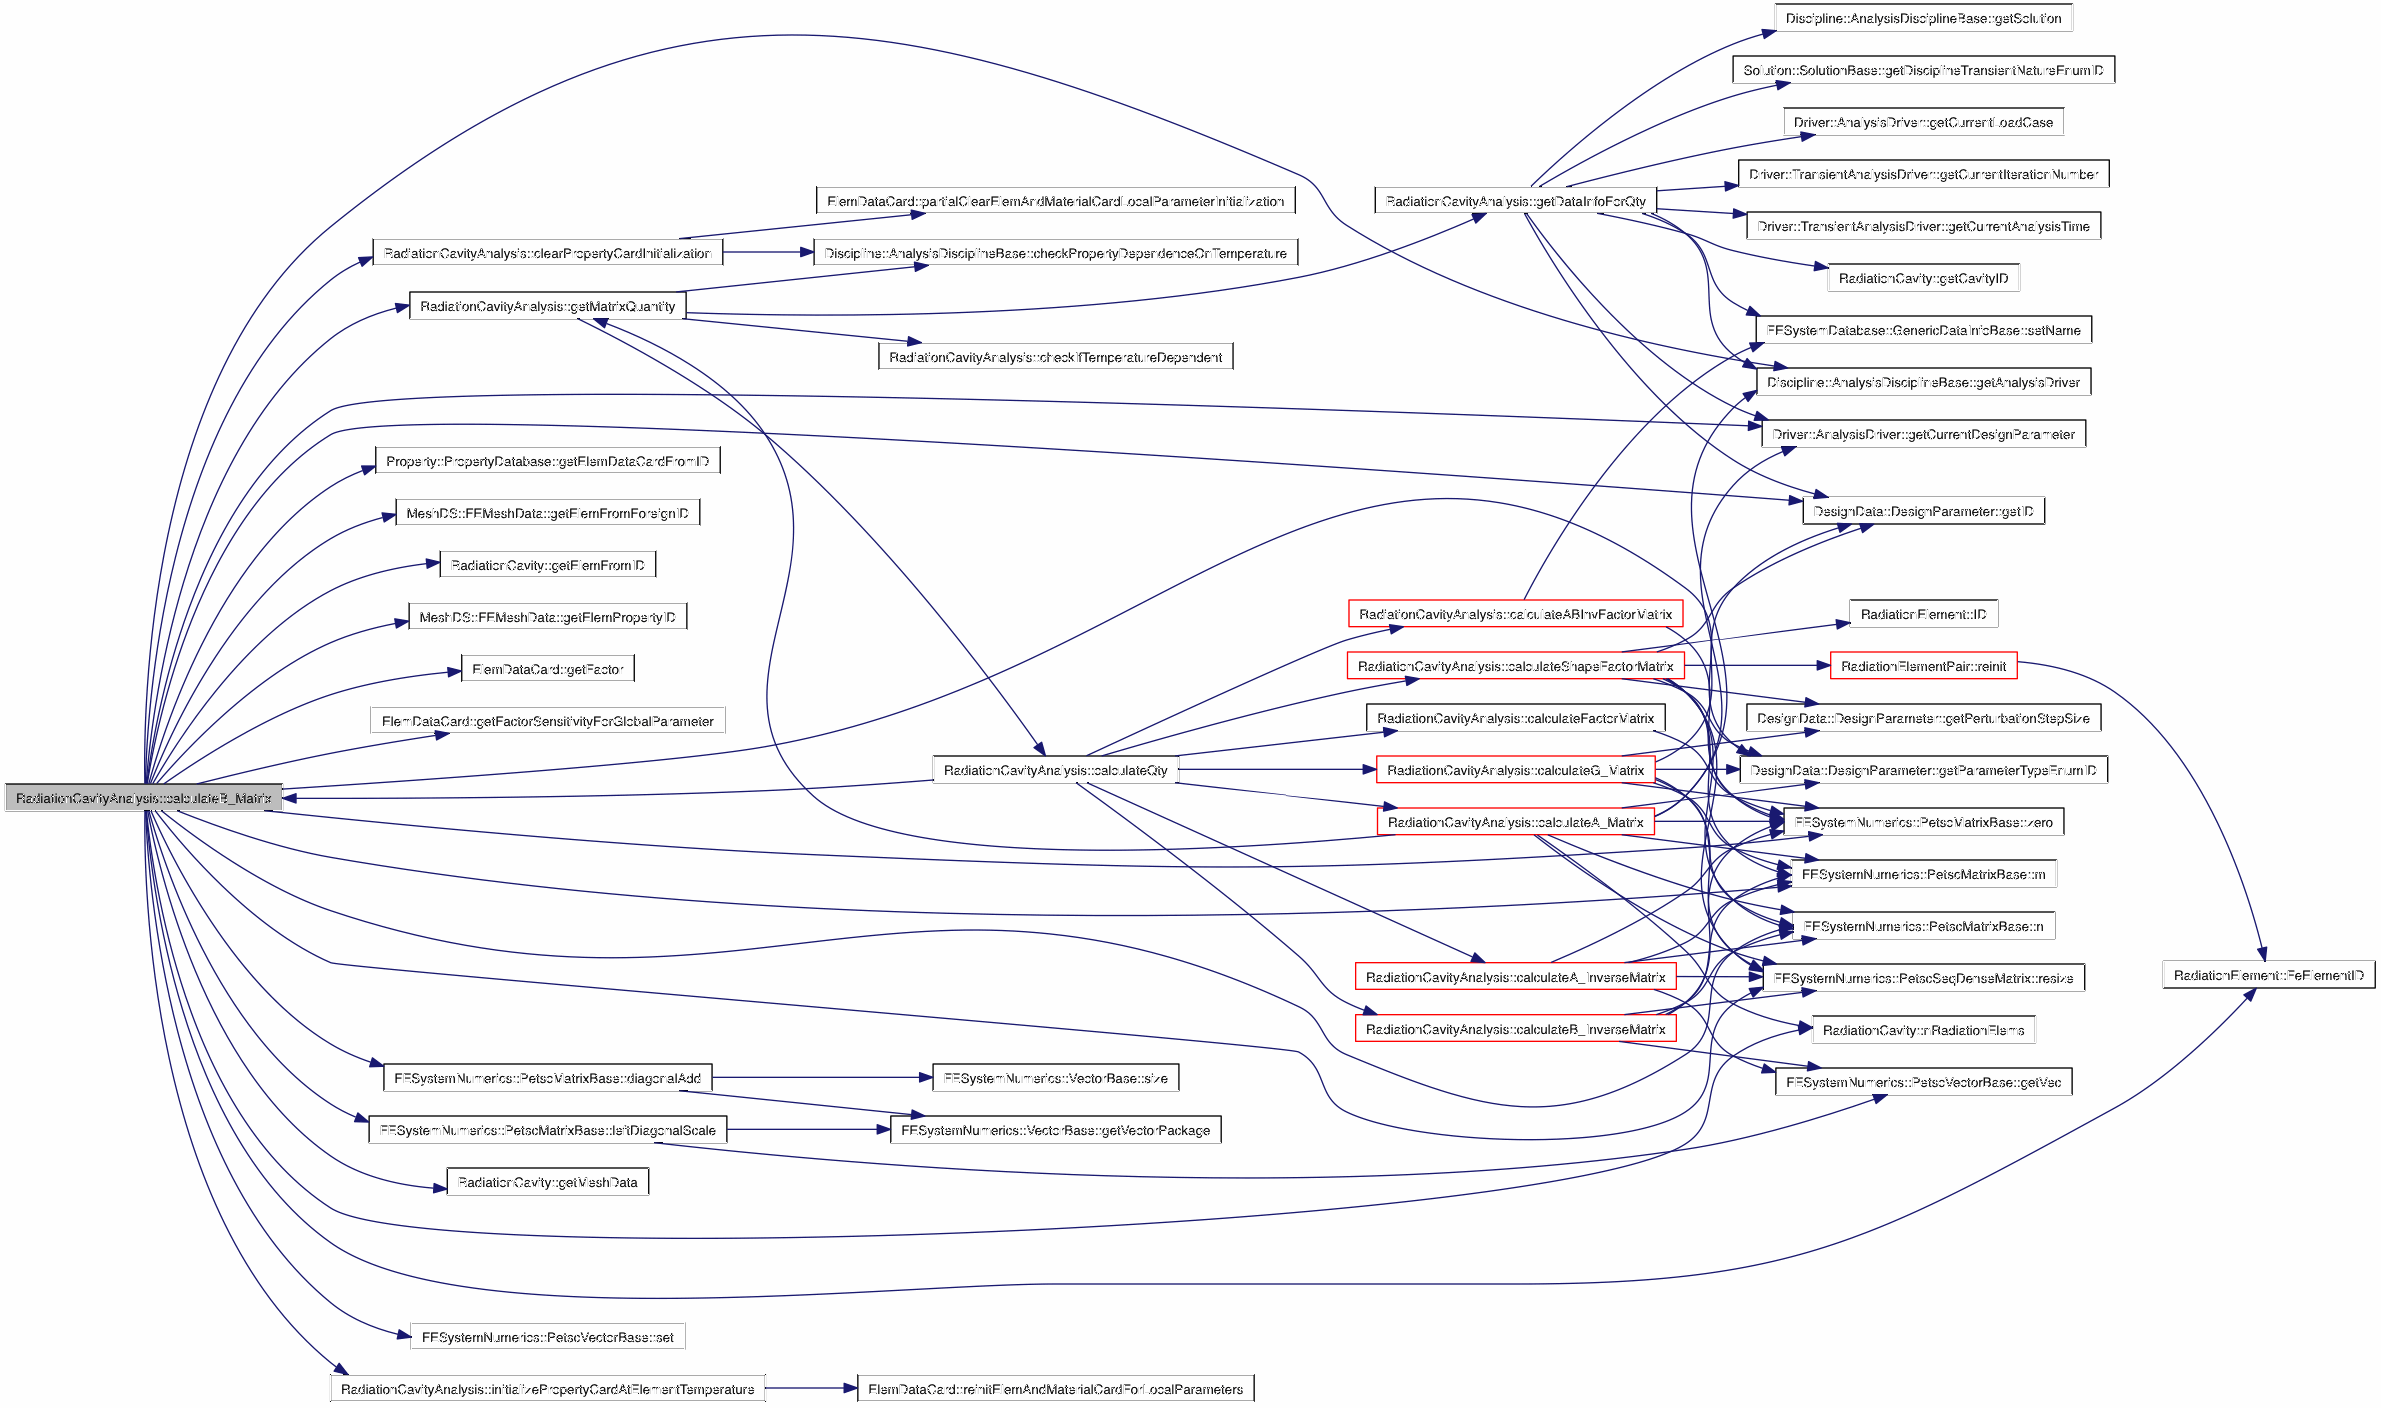 Discipline::AnalysisDisciplineBase::getSolution
Solution::SolutionBase::getDisciplineTransientNatureEnumID
Driver::AnalysisDriver::getCurrentLoadCase
Driver::TransientAnalysisDriver::getCurrentIterationNumber
ElemDataCard::partialClearElemAndMaterialCardLocalParameterInitialization
RadiationCavityAnalysis::getDataInfoForQty
Driver::TransientAnalysisDriver::getCurrentAnalysisTime
RadiationCavityAnalysis::clearPropertyCardInitialization
Discipline::AnalysisDisciplineBase::checkPropertyDependenceOnTemperature
RadiationCavity::getCavityID
RadiationCavityAnalysis::getMatrixQuantity
FESystemDatabase::GenericDataInfoBase::setName
RadiationCavityAnalysis::checkIfTemperatureDependent
Discipline::AnalysisDisciplineBase::getAnalysisDriver
Driver::AnalysisDriver::getCurrentDesignParameter
Property::PropertyDatabase::getElemDataCardFromID
MeshDS::FEMeshData::getElemFromForeignID
DesignData::DesignParameter::getID
RadiationCavity::getElemFromID
MeshDS::FEMeshData::getElemPropertyID
RadiationCavityAnalysis::calculateABInvFactorMatrix
RadiationElement::ID
ElemDataCard::getFactor
RadiationCavityAnalysis::calculateShapeFactorMatrix
RadiationElementPair::reinit
ElemDataCard::getFactorSensitivityForGlobalParameter
RadiationCavityAnalysis::calculateFactorMatrix
DesignData::DesignParameter::getPerturbationStepSize
RadiationCavityAnalysis::calculateQty
RadiationCavityAnalysis::calculateG_Matrix
DesignData::DesignParameter::getParameterTypeEnumID
RadiationCavityAnalysis::calculateB_Matrix
RadiationCavityAnalysis::calculateA_Matrix
FESystemNumerics::PetscMatrixBase::zero
FESystemNumerics::PetscMatrixBase::m
FESystemNumerics::PetscMatrixBase::n
RadiationCavityAnalysis::calculateA_InverseMatrix
FESystemNumerics::PetscSeqDenseMatrix::resize
RadiationElement::FeElementID
RadiationCavityAnalysis::calculateB_InverseMatrix
RadiationCavity::nRadiationElems
FESystemNumerics::PetscMatrixBase::diagonalAdd
FESystemNumerics::VectorBase::size
FESystemNumerics::PetscVectorBase::getVec
FESystemNumerics::PetscMatrixBase::leftDiagonalScale
FESystemNumerics::VectorBase::getVectorPackage
RadiationCavity::getMeshData
FESystemNumerics::PetscVectorBase::set
RadiationCavityAnalysis::initializePropertyCardAtElementTemperature
ElemDataCard::reinitElemAndMaterialCardForLocalParameters